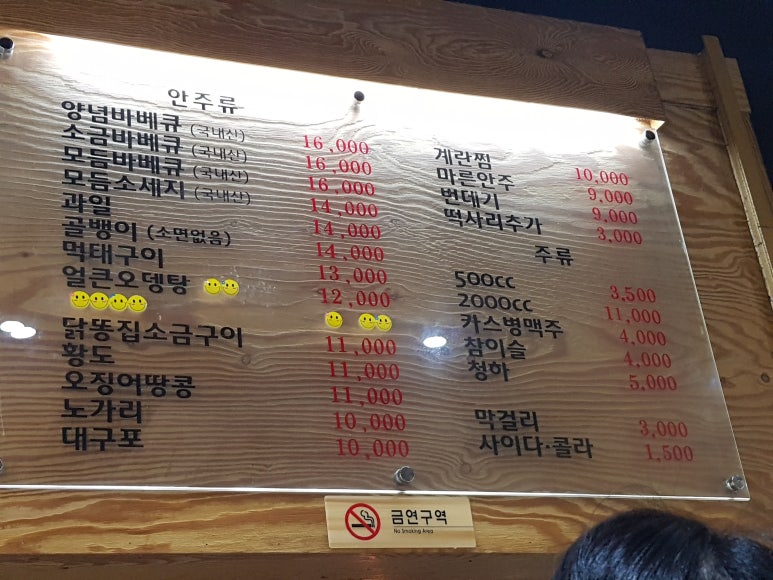 안주류
양념바베큐 (국내산) 16,000
소금바베큐 (국내산) 16,000
모듬바베큐 (국내산) 16,000
모듬소세지 (국내산) 14,000
과일 14,000
골뱅이 (소면없음) 14,000
먹태구이 13,000
얼큰오뎅탕 12,000
닭똥집소금구이 11,000
황도 11,000
오징어땅콩 11,000
노가리 10,000
대구포 10,000
계란찜 10,000
마른안주 9,000
번데기 9,000
떡사리추가 3,000
주류
500cc 3,500
2000cc 11,000
카스병맥주 4,000
참이슬 4,000
청하 5,000
막걸리 3,000
사이다·콜라 1,500
금연구역
No Smoking Area